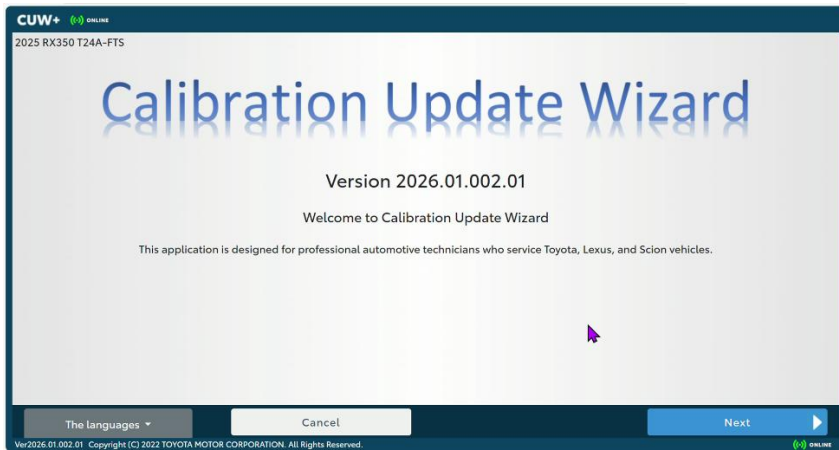 CUW+ ONLINE
2025 RX350 T24A-FTS
Calibration Update Wizard
Version 2026.01.002.01
Welcome to Calibration Update Wizard
This application is designed for professional automotive technicians who service Toyota, Lexus, and Scion vehicles.
The languages Cancel Next
Ver2026.01.002.01 Copyright (C) 2022 TOYOTA MOTOR CORPORATION. All Rights Reserved. ONLINE